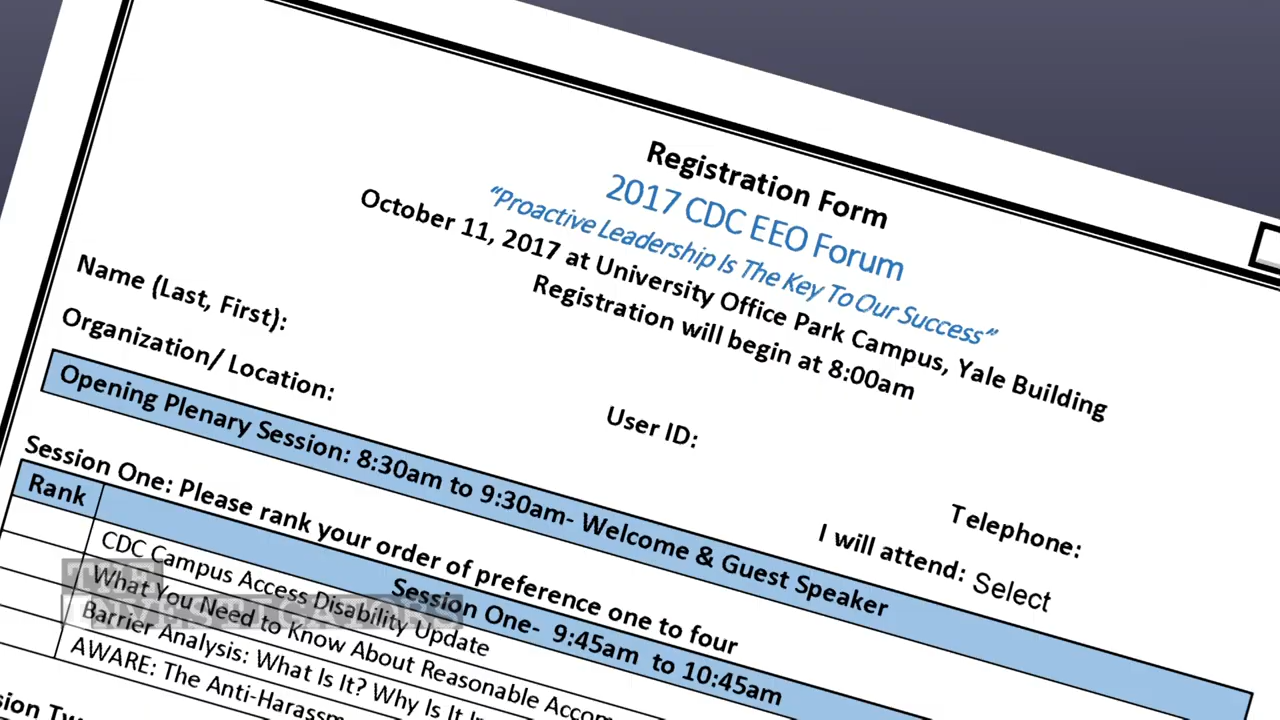 Registration Form
2017 CDC EEO Forum
“Proactive Leadership Is The Key To Our Success”
October 11, 2017 at University Office Park Campus, Yale Building
Registration will begin at 8:00am
Name (Last, First):
Organization/ Location:
User ID:
Telephone:
I will attend: Select
Opening Plenary Session: 8:30am to 9:30am- Welcome & Guest Speaker
Session One: Please rank your order of preference one to four
Rank
Session One- 9:45am to 10:45am
CDC Campus Access Disability Update
What You Need to Know About Reasonable
Barrier Analysis: What Is It? Why Is It
AWARE: The
THE
INVESTIGATORS